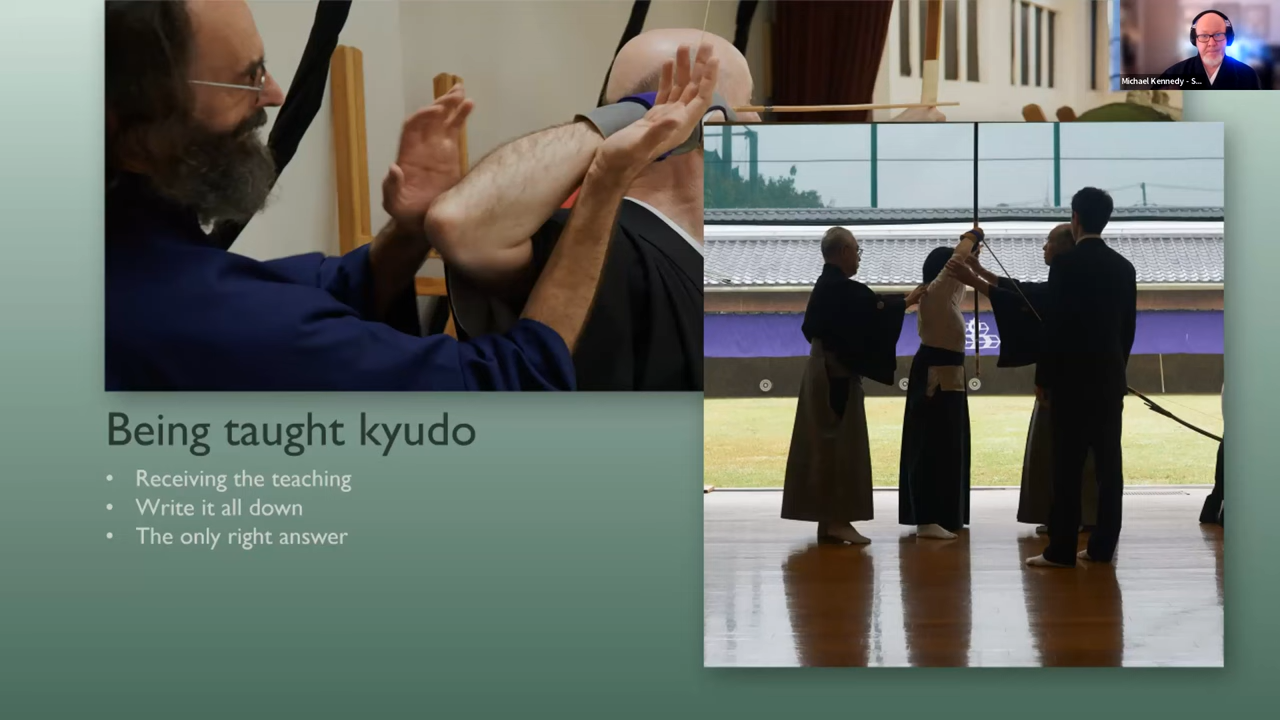 Michael Kennedy - S...
Being taught kyudo
• Receiving the teaching
• Write it all down
• The only right answer